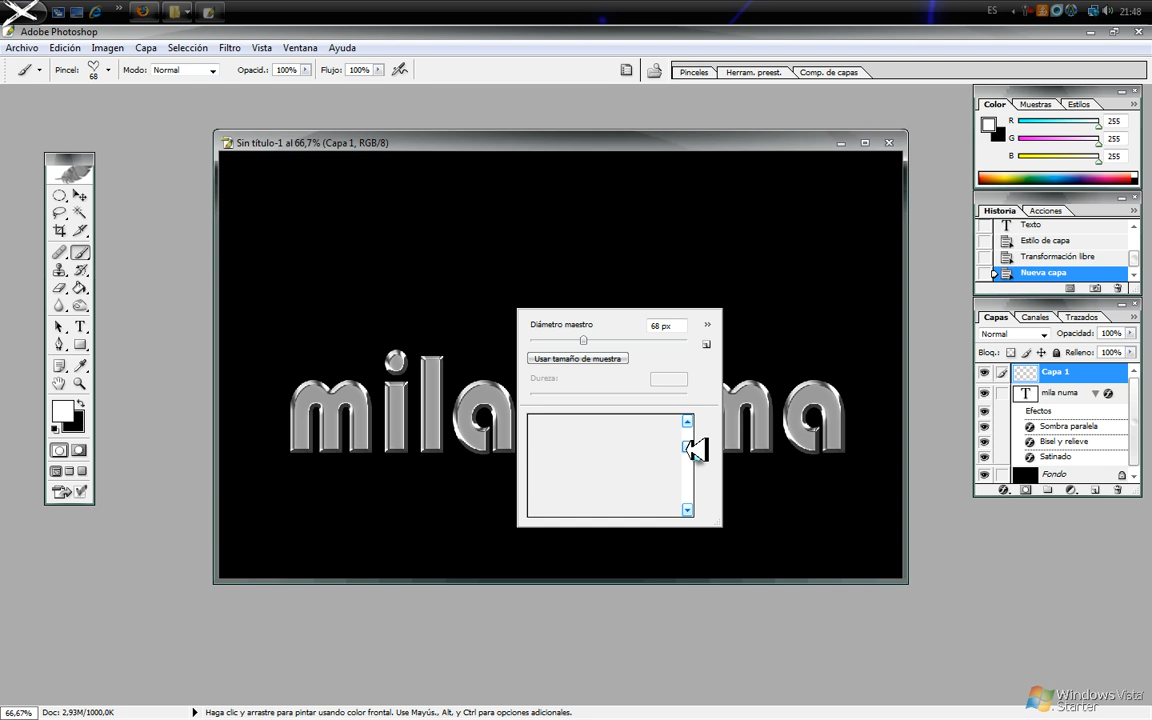 ES
21:48
Adobe Photoshop
Archivo Edición Imagen Capa Selección Filtro Vista Ventana Ayuda
Pincel: 68 Modo: Normal Opacid.: 100% Flujo: 100%
Pinceles Herram. preest. Comp. de capas
Color Muestras Estilos
R 255
G 255
B 255
Sin título-1 al 66,7% (Capa 1, RGB/8)
Historia Acciones
Texto
Estilo de capa
Transformación libre
Nueva capa
Capas Canales Trazados
Normal Opacidad: 100%
Bloq.: Relleno: 100%
Capa 1
mila numa
Efectos
Sombra paralela
Bisel y relieve
Satinado
Fondo
Diámetro maestro 68 px
Usar tamaño de muestra
Dureza:
mila ma
Windows Vista
Starter
66,67% Doc: 2,93M/1000,0K Haga clic y arrastre para pintar usando color frontal. Use Mayús., Alt, y Ctrl para opciones adicionales.